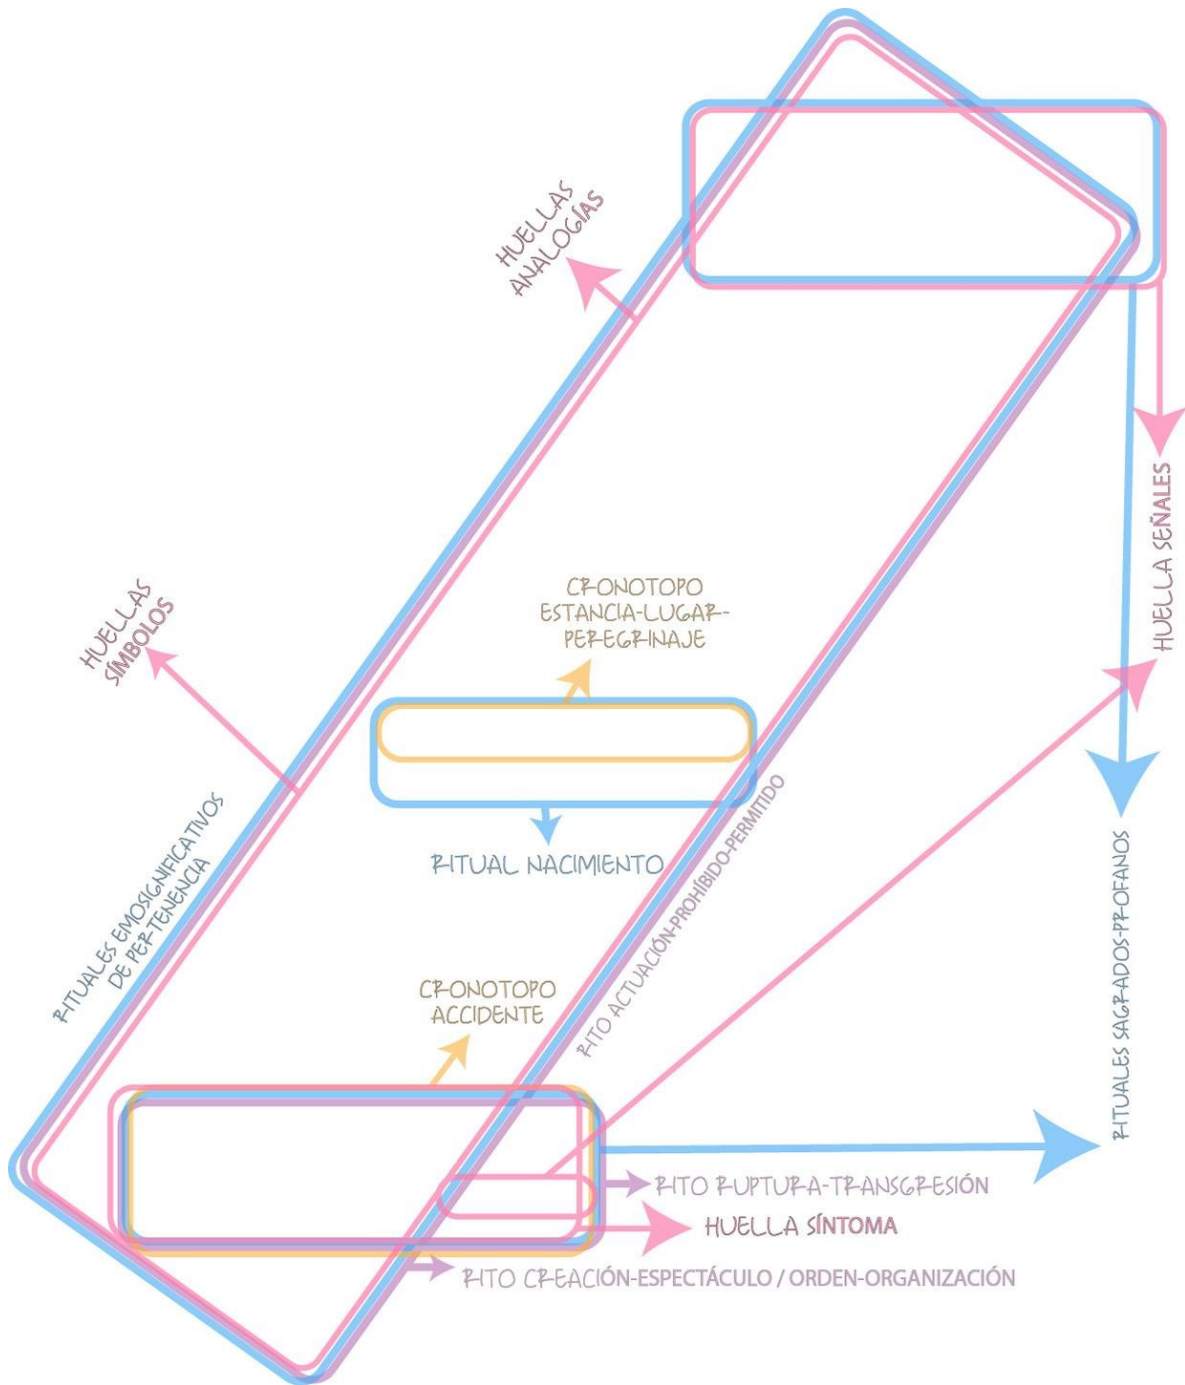 HUELLAS
ANALOGÍAS
HUELLA SEÑALES
CRONOTOPO
ESTANCIA-LUGAR-
PEREGRINAJE
HUELLAS
SÍMBOLOS
RITUAL NACIMIENTO
RITO ACTUACIÓN-PROHÍBIDO-PERMITIDO
RITUALES EMOSIGNIFICATIVOS
DE PERTENENCIA
RITUALES SAGRADOS-PROFANOS
CRONOTOPO
ACCIDENTE
RITO RUPTURA-TRANSGRESIÓN
HUELLA SÍNTOMA
RITO CREACIÓN-ESPECTÁCULO / ORDEN-ORGANIZACIÓN